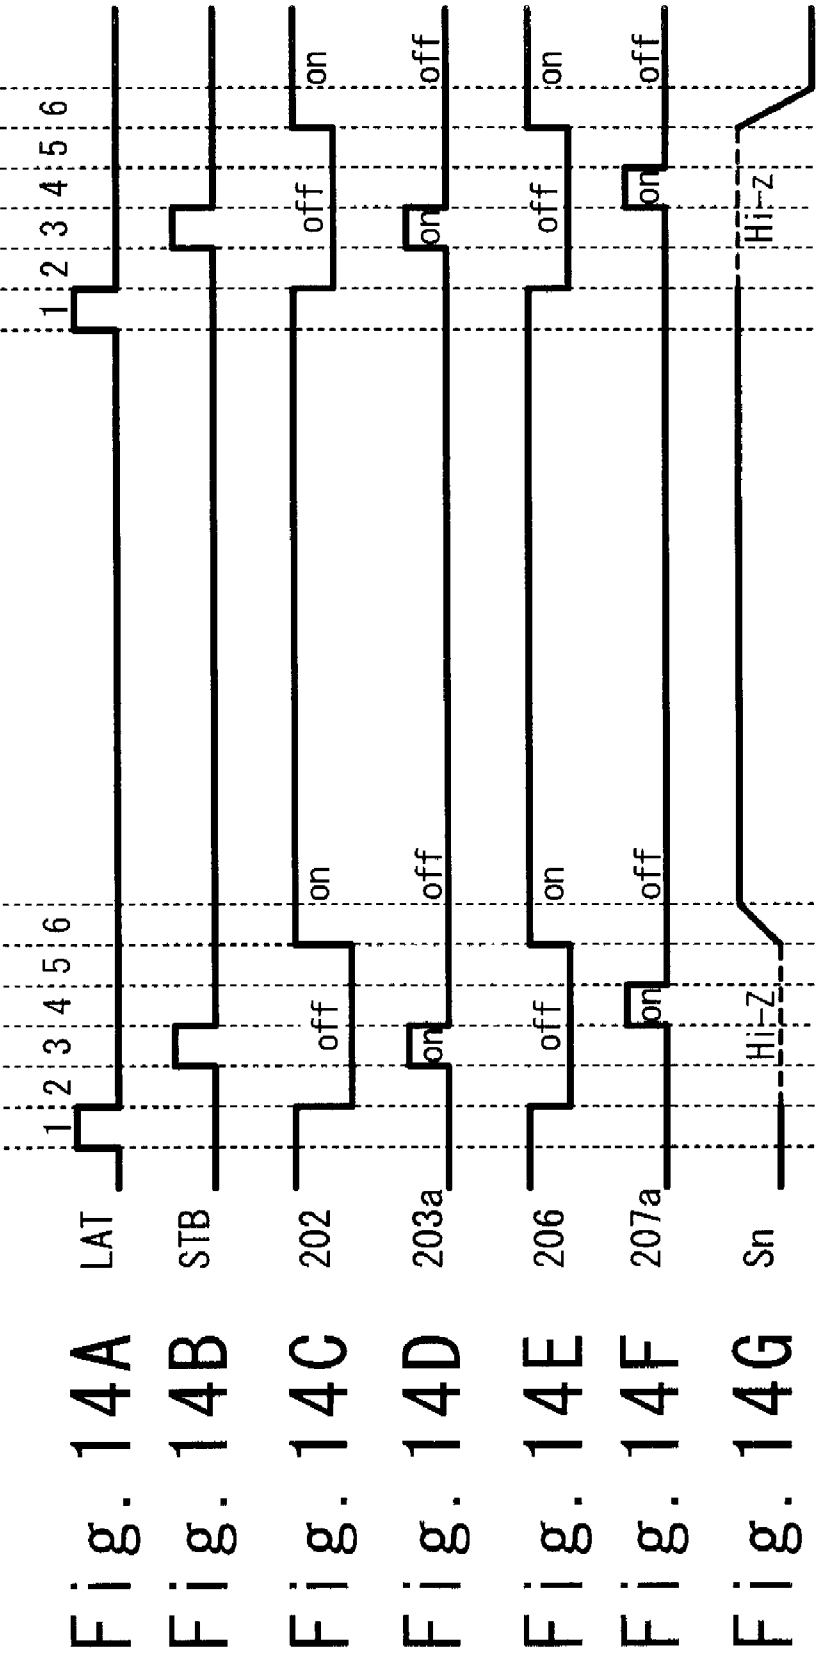 1 2 3 4 5 6 1 2 3 4 5 6
Fig. 14A LAT
Fig. 14B STB
Fig. 14C 202 off on off on
Fig. 14D 203a on off on off
Fig. 14E 206 off on off on
Fig. 14F 207a on off on off
Fig. 14G Sn Hi-Z Hi-Z